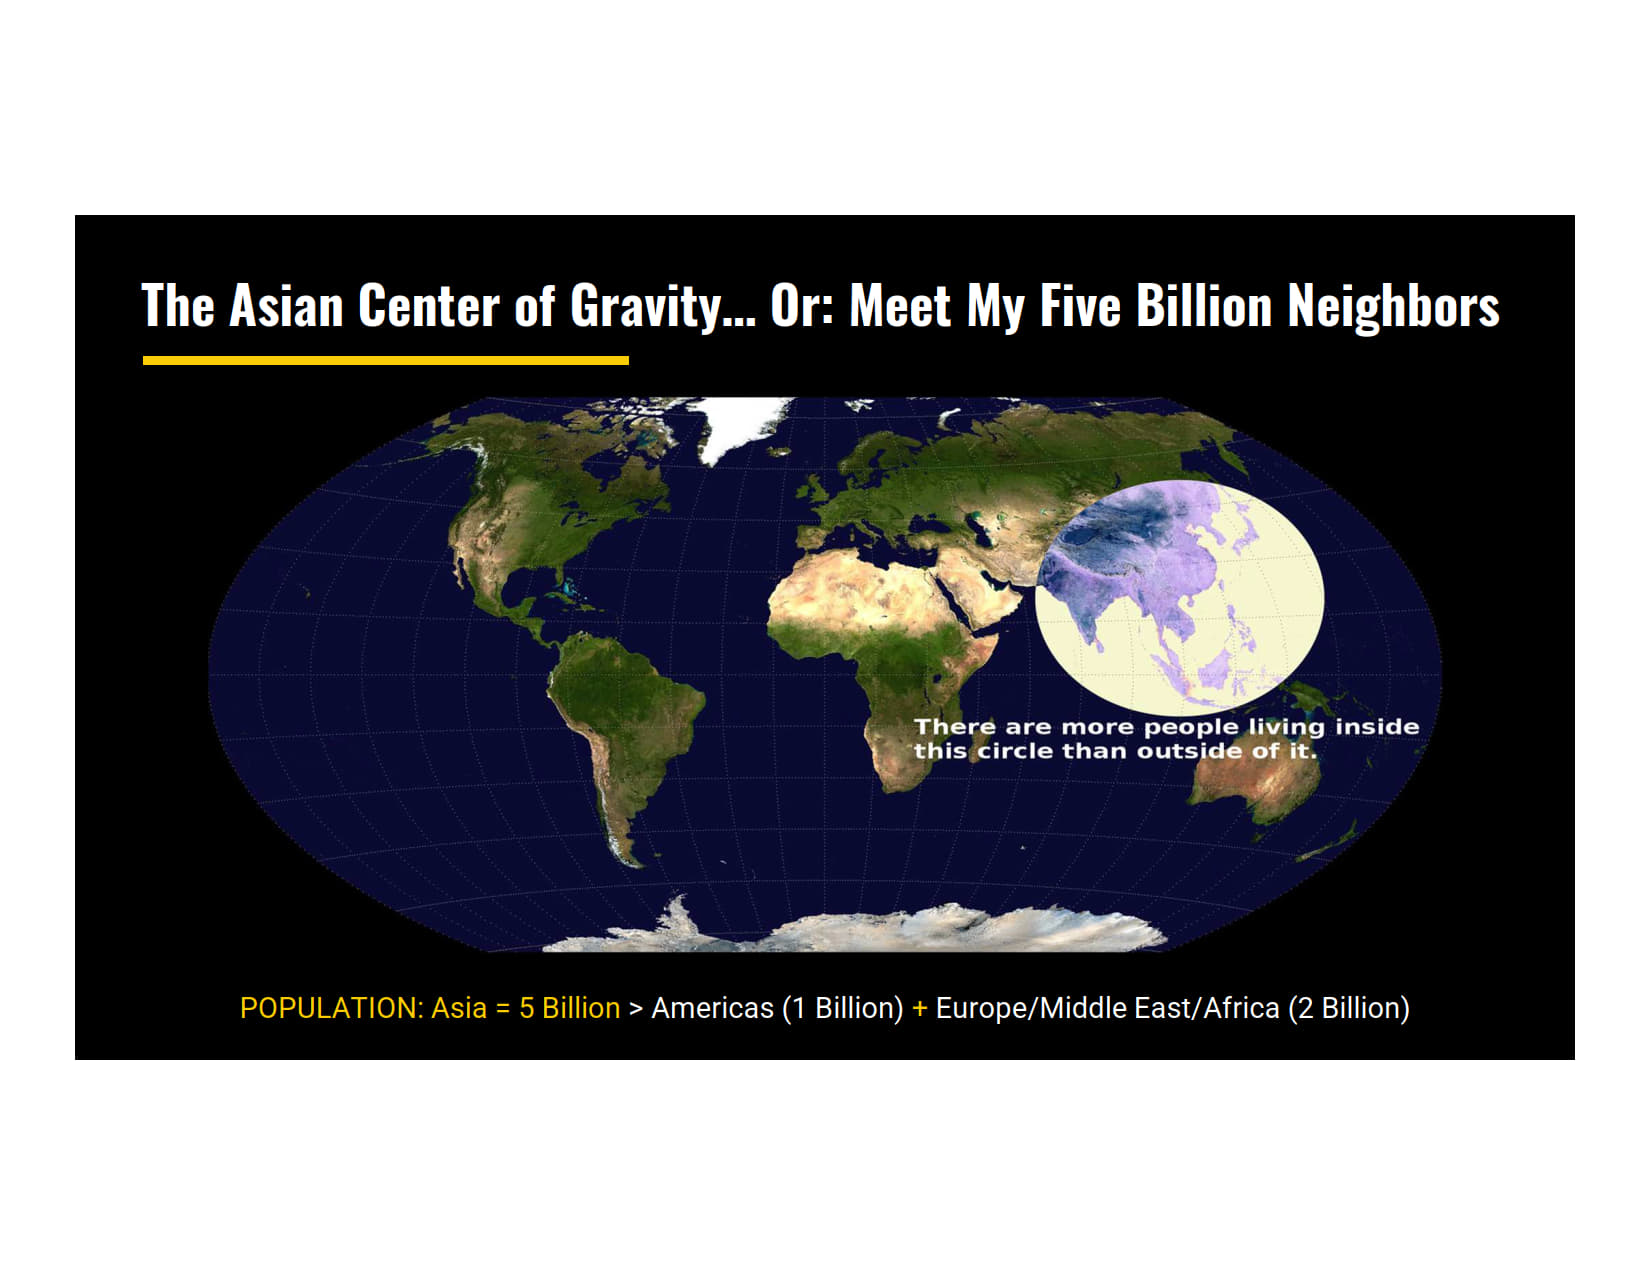 The Asian Center of Gravity... Or: Meet My Five Billion Neighbors
There are more people living inside
this circle than outside of it.
POPULATION: Asia = 5 Billion > Americas (1 Billion) + Europe/Middle East/Africa (2 Billion)